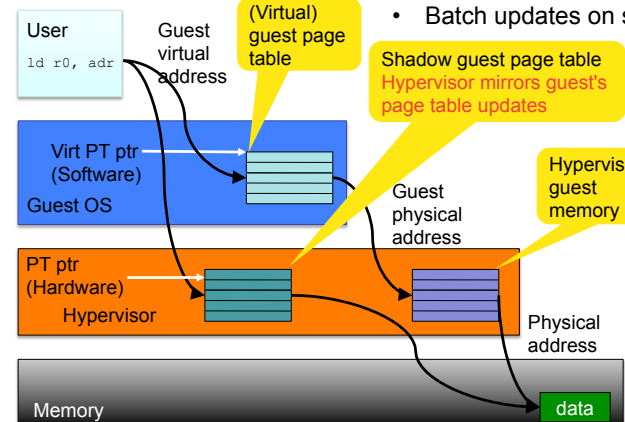 • Batch updates on s
User
ld r0, adr
Guest
virtual
address
(Virtual)
guest page
table
Shadow guest page table
Hypervisor mirrors guest's
page table updates
Virt PT ptr
(Software)
Guest OS
Hypervis
guest
memory
Guest
physical
address
PT ptr
(Hardware)
Hypervisor
Physical
address
Memory
data